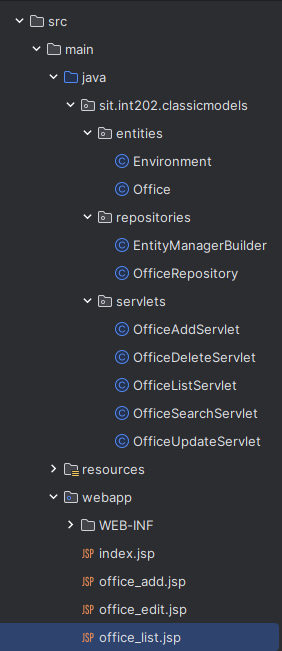 src
main
java
sit.int202.classicmodels
entities
C Environment
C Office
repositories
C EntityManagerBuilder
C OfficeRepository
servlets
C OfficeAddServlet
C OfficeDeleteServlet
C OfficeListServlet
C OfficeSearchServlet
C OfficeUpdateServlet
resources
webapp
WEB-INF
JSP index.jsp
JSP office_add.jsp
JSP office_edit.jsp
JSP office_list.jsp